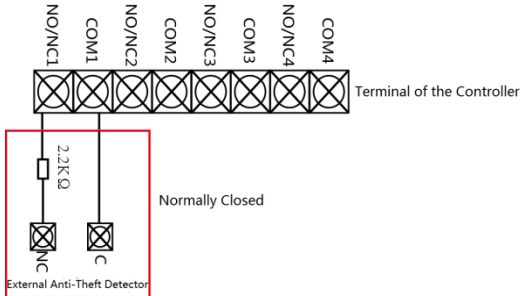 NO/NC1
COM1
NO/NC2
COM2
NO/NC3
COM3
NO/NC4
COM4
Terminal of the Controller
2.2KΩ
Normally Closed
NC
C
External Anti-Theft Detector